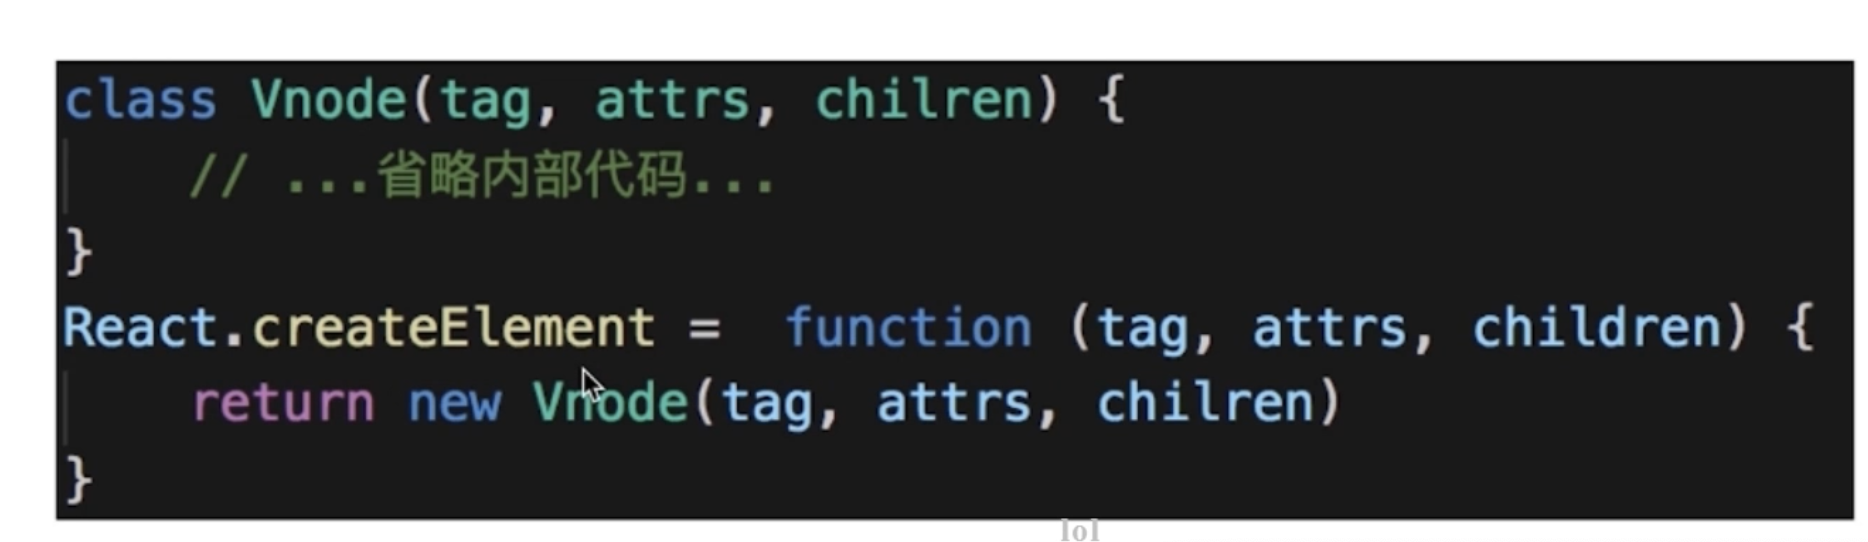 class Vnode(tag, attrs, chilren) {
    // ...省略内部代码...
}
React.createElement =  function (tag, attrs, children) {
    return new Vnode(tag, attrs, chilren)
}
lol